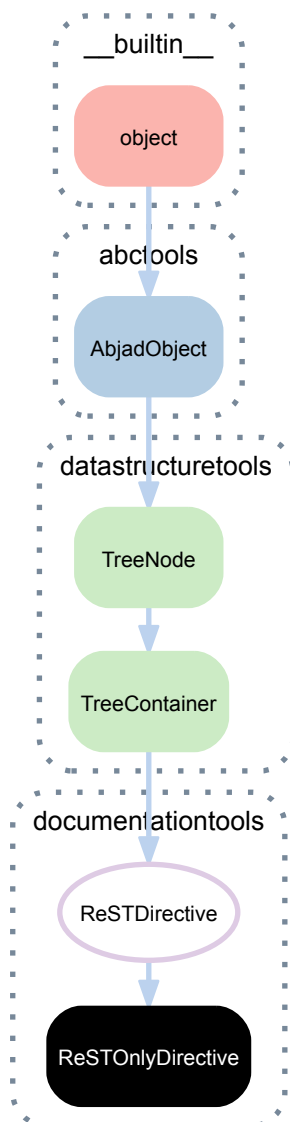 __builtin__
object
abctools
AbjadObject
datastructuretools
TreeNode
TreeContainer
documentationtools
ReSTDirective
ReSTOnlyDirective